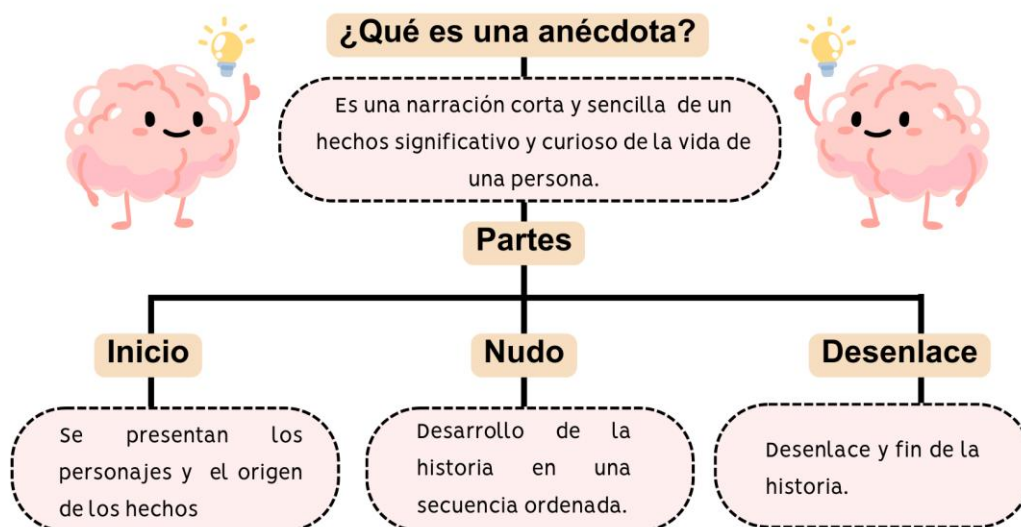 ¿Qué es una anécdota?
Es una narración corta y sencilla de un
hechos significativo y curioso de la vida de
una persona.
Partes
Inicio
Nudo
Desenlace
Se presentan los
personajes y el origen
de los hechos
Desarrollo de la
historia en una
secuencia ordenada.
Desenlace y fin de la
historia.